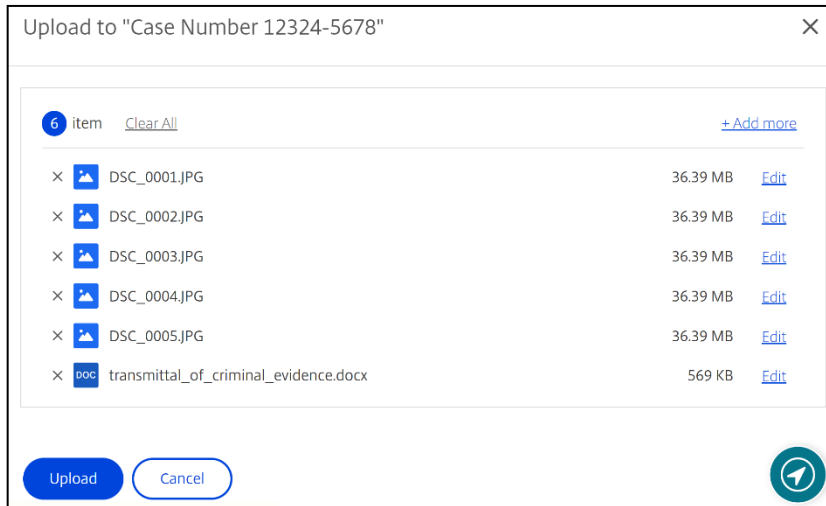 Upload to "Case Number 12324-5678"
6 item Clear All + Add more
DSC_0001.JPG 36.39 MB Edit
DSC_0002.JPG 36.39 MB Edit
DSC_0003.JPG 36.39 MB Edit
DSC_0004.JPG 36.39 MB Edit
DSC_0005.JPG 36.39 MB Edit
DOC transmittal_of_criminal_evidence.docx 569 KB Edit
Upload Cancel